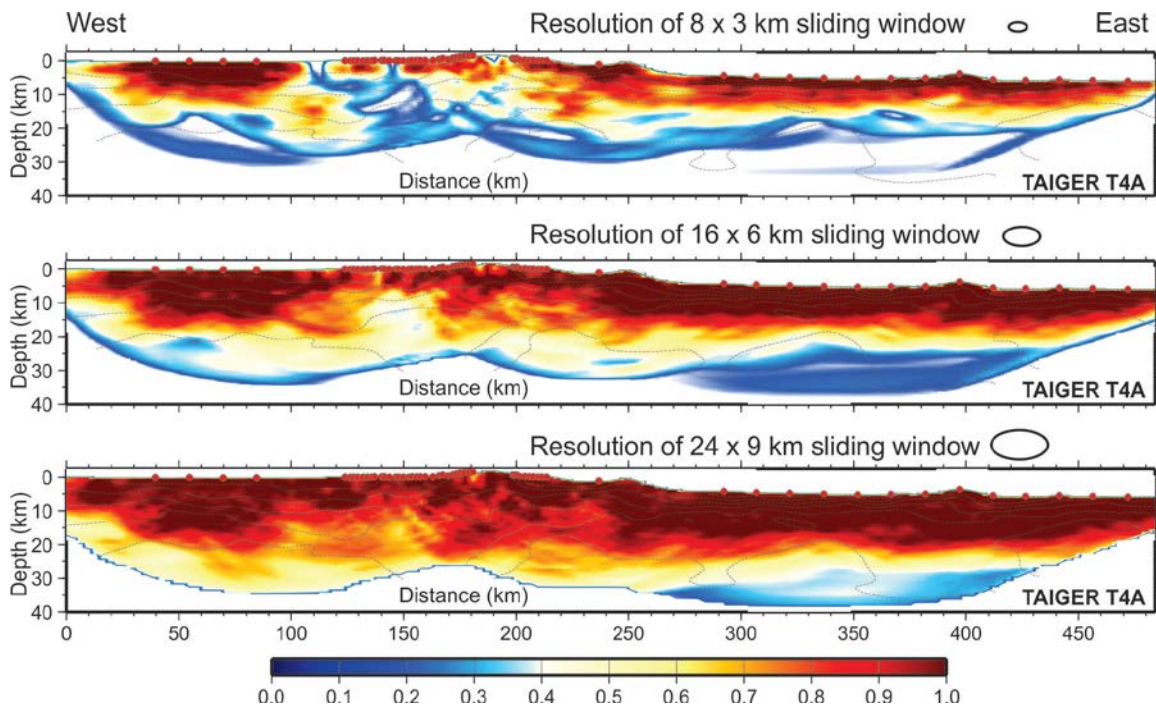 West
Resolution of 8 x 3 km sliding window
East
0
10
20
30
40
Depth (km)
Distance (km)
TAIGER T4A
Resolution of 16 x 6 km sliding window
0
10
20
30
40
Depth (km)
Distance (km)
TAIGER T4A
Resolution of 24 x 9 km sliding window
0
10
20
30
40
Depth (km)
Distance (km)
TAIGER T4A
0 50 100 150 200 250 300 350 400 450
0.0 0.1 0.2 0.3 0.4 0.5 0.6 0.7 0.8 0.9 1.0